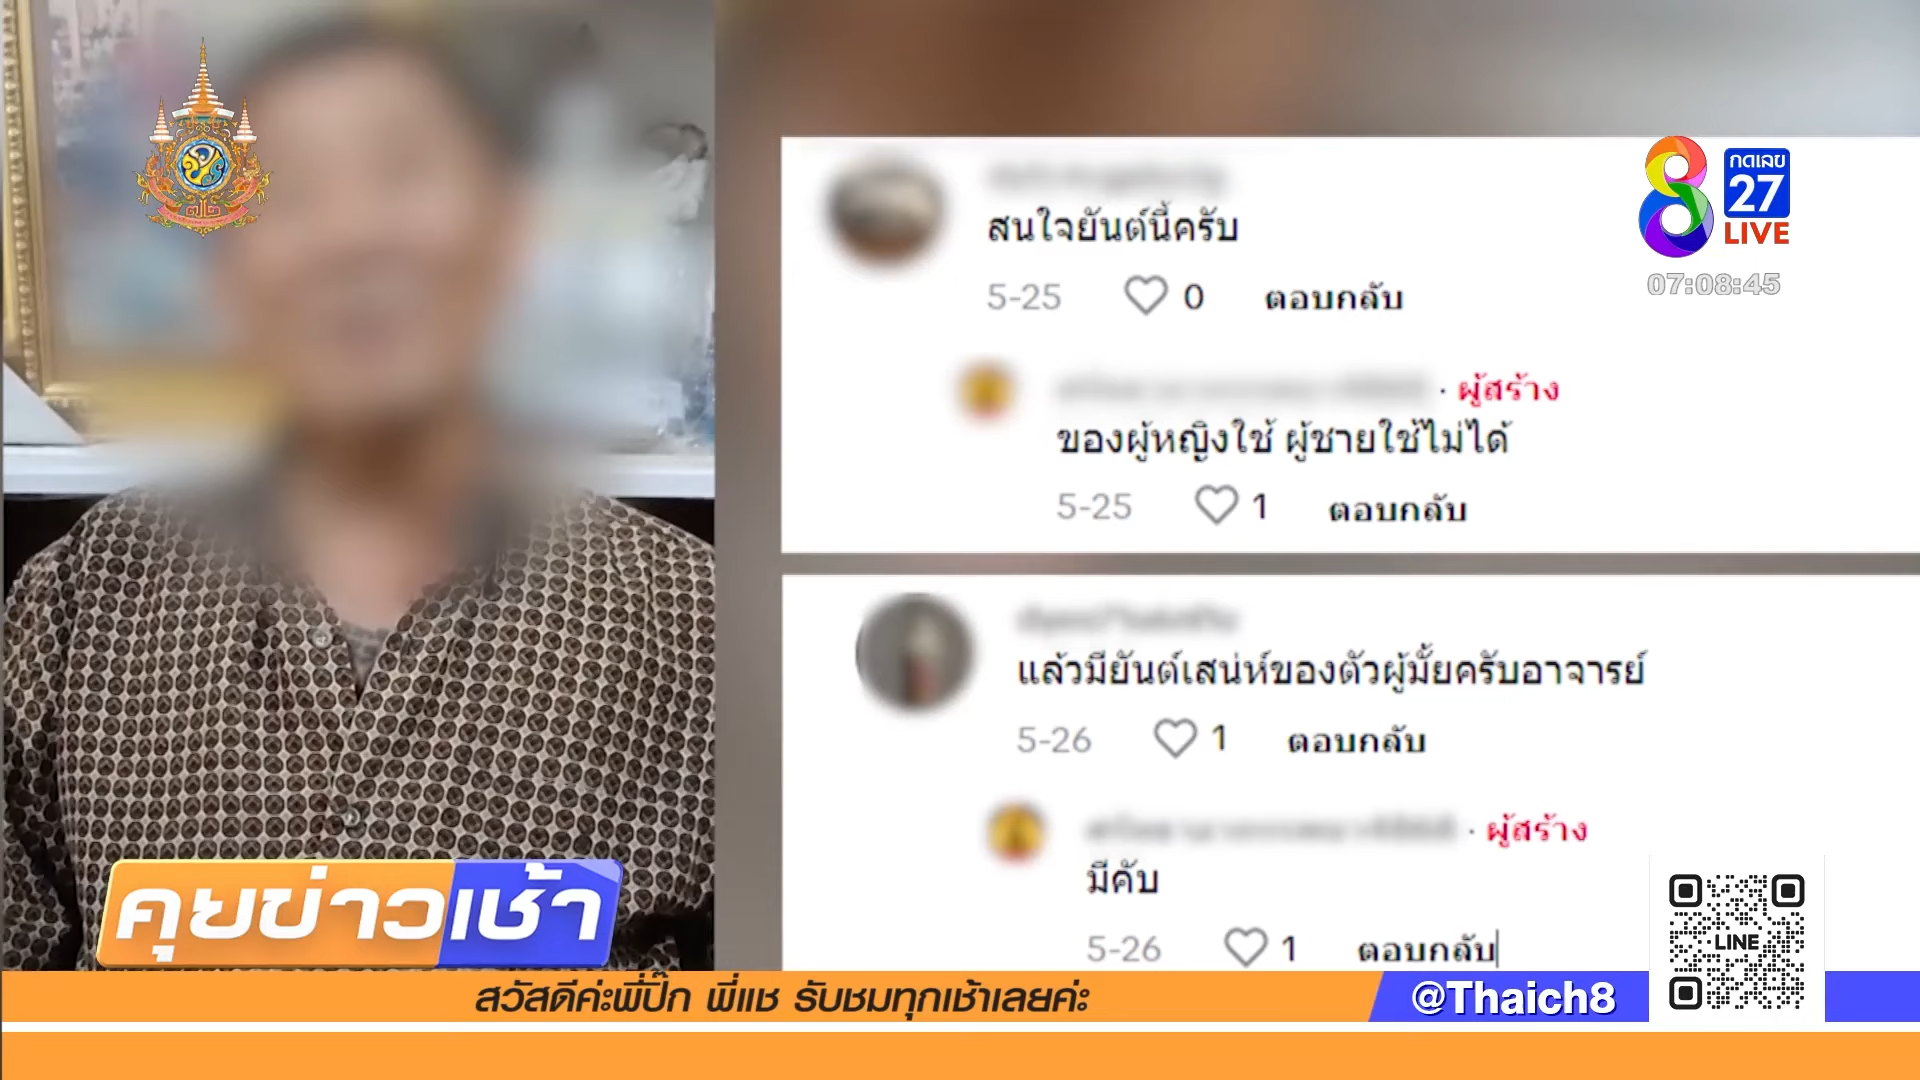 กดเลข
27
LIVE
07:08:45
สนใจยันต์นี้ครับ
5-25 0 ตอบกลับ
· ผู้สร้าง
ของผู้หญิงใช้ ผู้ชายใช้ไม่ได้
5-25 1 ตอบกลับ
แล้วมียันต์เสน่ห์ของตัวผู้มั้ยครับอาจารย์
5-26 1 ตอบกลับ
· ผู้สร้าง
มีคับ
5-26 1 ตอบกลับ
คุยข่าวเช้า
LINE
สวัสดีค่ะพี่ปิ๊ก พี่แช รับชมทุกเช้าเลยค่ะ
@Thaich8